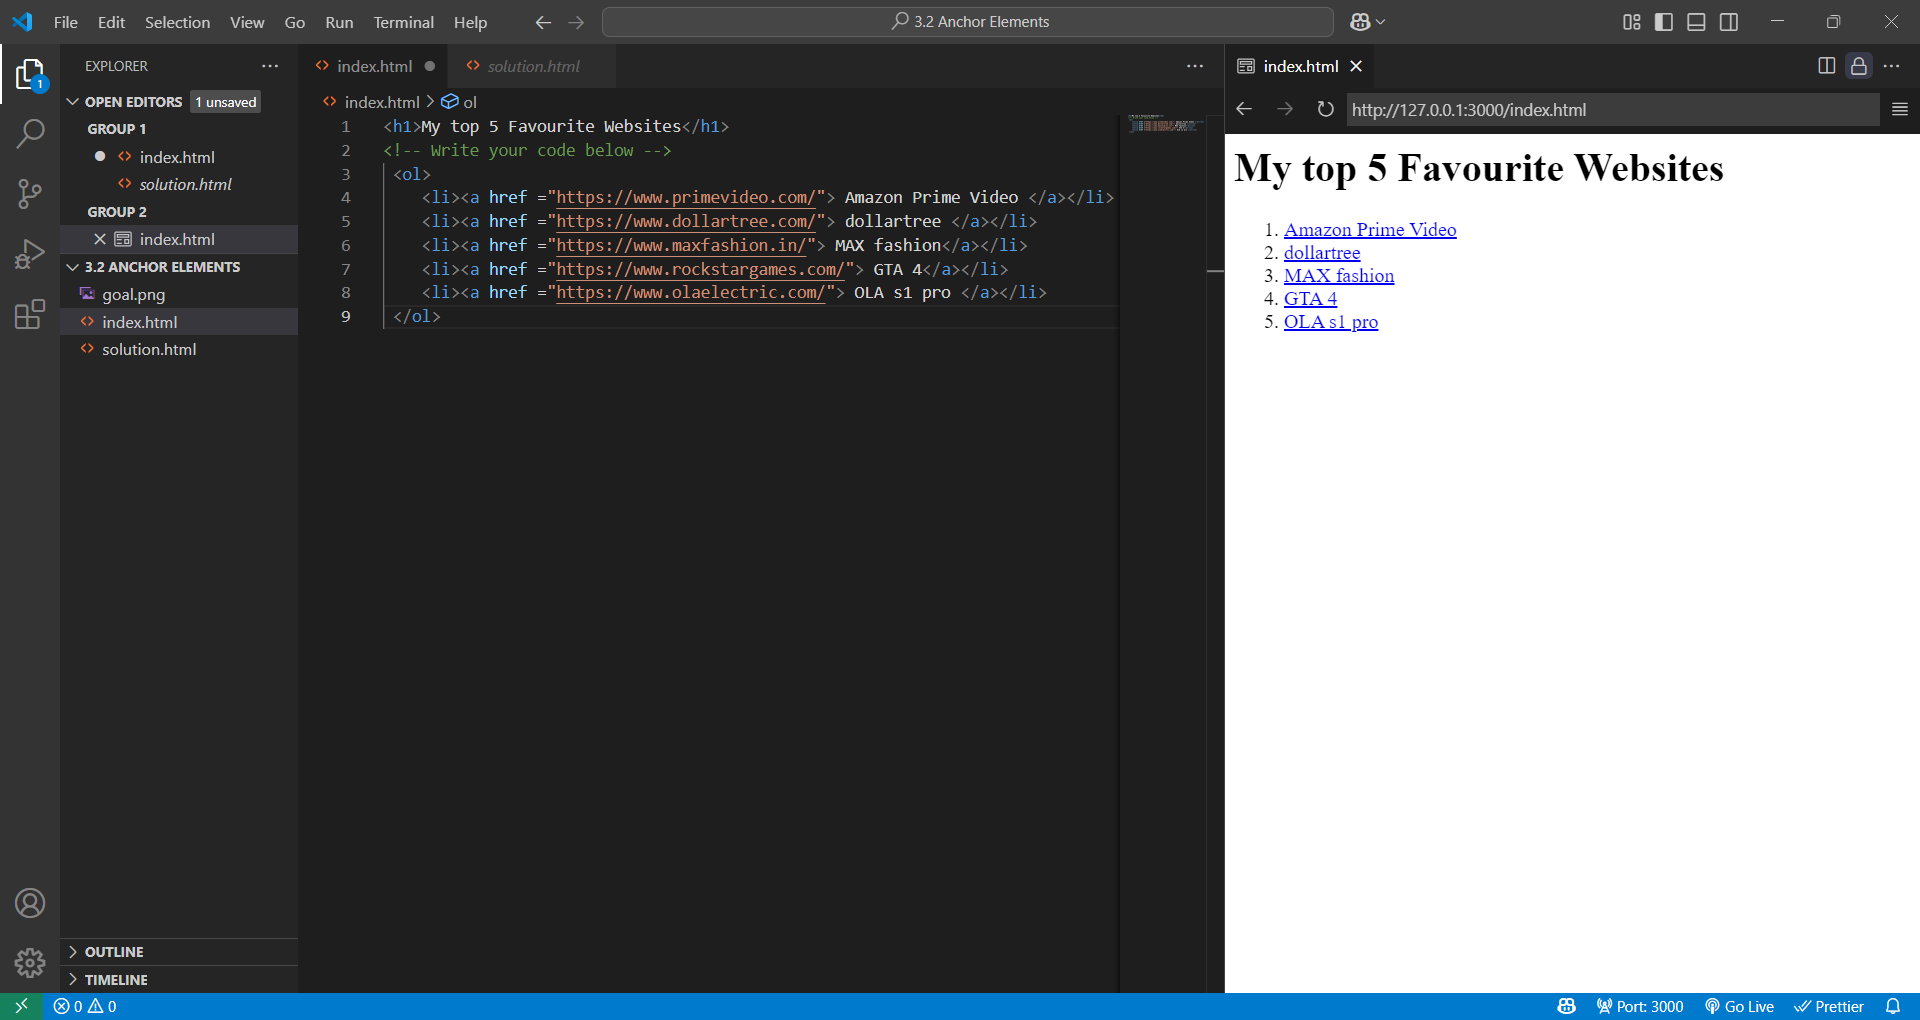 File Edit Selection View Go Run Terminal Help
3.2 Anchor Elements
EXPLORER
1
OPEN EDITORS 1 unsaved
GROUP 1
index.html
solution.html
GROUP 2
index.html
3.2 ANCHOR ELEMENTS
goal.png
index.html
solution.html
OUTLINE
TIMELINE
index.html
solution.html
index.html > ol
1 <h1>My top 5 Favourite Websites</h1>
2 <!-- Write your code below -->
3 <ol>
4 <li><a href ="https://www.primevideo.com/"> Amazon Prime Video </a></li>
5 <li><a href ="https://www.dollartree.com/"> dollartree </a></li>
6 <li><a href ="https://www.maxfashion.in/"> MAX fashion</a></li>
7 <li><a href ="https://www.rockstargames.com/"> GTA 4</a></li>
8 <li><a href ="https://www.olaelectric.com/"> OLA s1 pro </a></li>
9 </ol>
index.html
http://127.0.0.1:3000/index.html
My top 5 Favourite Websites
1. Amazon Prime Video
2. dollartree
3. MAX fashion
4. GTA 4
5. OLA s1 pro
0 0
Port: 3000 Go Live Prettier